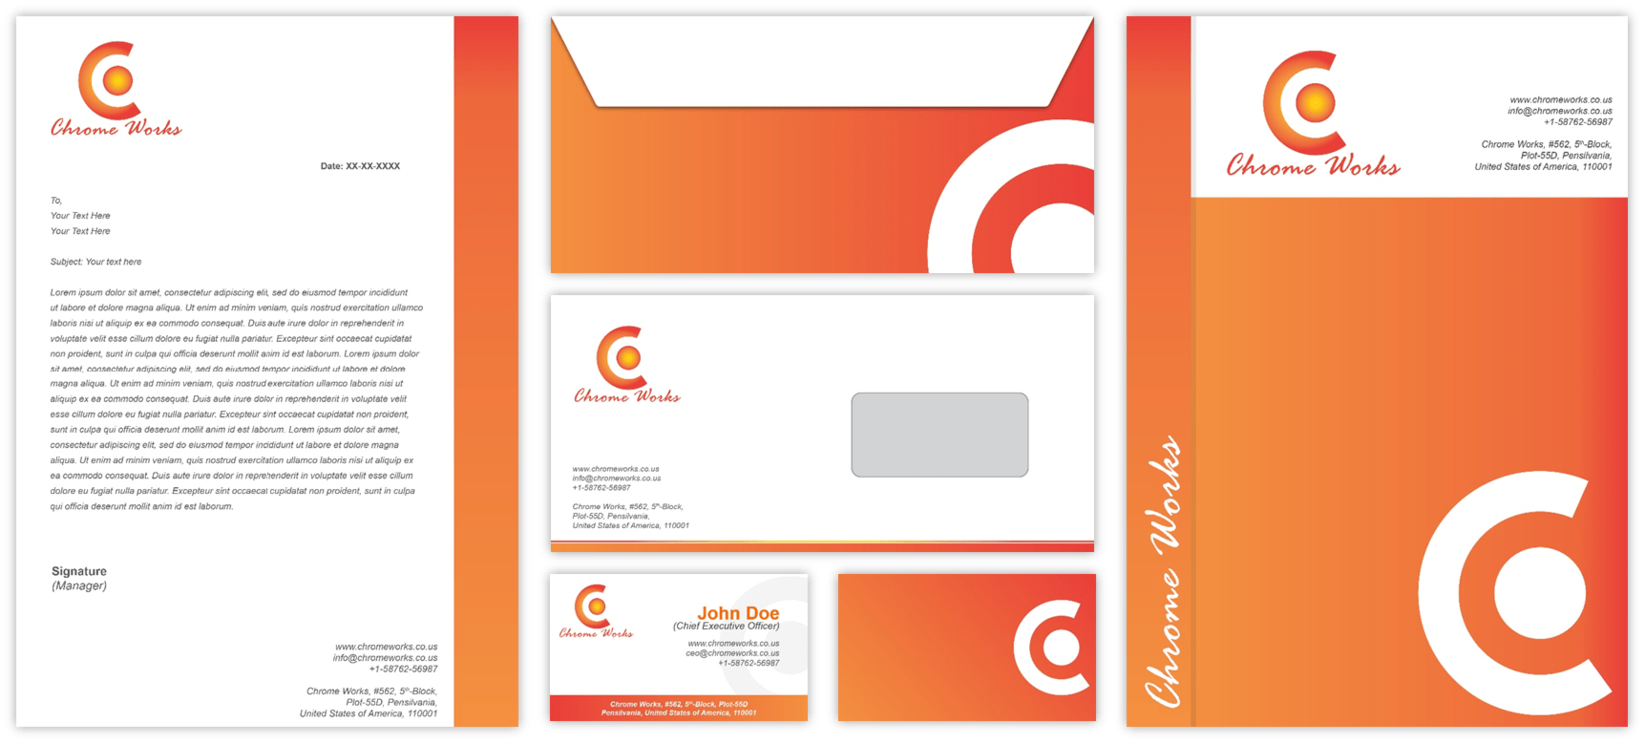 Chrome Works
Date: XX-XX-XXXX
To,
Your Text Here
Your Text Here
Subject: Your text here
Lorem ipsum dolor sit amet, consectetur adipiscing elit, sed do eiusmod tempor incididunt
ut labore et dolore magna aliqua. Ut enim ad minim veniam, quis nostrud exercitation ullamco
laboris nisi ut aliquip ex ea commodo consequat. Duis aute irure dolor in reprehenderit in
voluptate velit esse cillum dolore eu fugiat nulla pariatur. Excepteur sint occaecat cupidatat
non proident, sunt in culpa qui officia deserunt mollit anim id est laborum. Lorem ipsum dolor
sit amet, consectetur adipiscing elit, sed do eiusmod tempor incididunt ut labore et dolore
magna aliqua. Ut enim ad minim veniam, quis nostrud exercitation ullamco laboris nisi ut
aliquip ex ea commodo consequat. Duis aute irure dolor in reprehenderit in voluptate velit
esse cillum dolore eu fugiat nulla pariatur. Excepteur sint occaecat cupidatat non proident,
sunt in culpa qui officia deserunt mollit anim id est laborum. Lorem ipsum dolor sit amet,
consectetur adipiscing elit, sed do eiusmod tempor incididunt ut labore et dolore magna
aliqua. Ut enim ad minim veniam, quis nostrud exercitation ullamco laboris nisi ut aliquip ex
ea commodo consequat. Duis aute irure dolor in reprehenderit in voluptate velit esse cillum
dolore eu fugiat nulla pariatur. Excepteur sint occaecat cupidatat non proident, sunt in culpa
qui officia deserunt mollit anim id est laborum.
Signature
(Manager)
www.chromeworks.co.us
info@chromeworks.co.us
+1-58762-56987
Chrome Works, #562, 5th-Block,
Plot-55D, Pensilvania,
United States of America, 110001
Chrome Works
www.chromeworks.co.us
info@chromeworks.co.us
+1-58762-56987
Chrome Works, #562, 5th-Block,
Plot-55D, Pensilvania,
United States of America, 110001
Chrome Works
John Doe
(Chief Executive Officer)
www.chromeworks.co.us
ceo@chromeworks.co.us
+1-58762-56987
Chrome Works, #562, 5th-Block, Plot-55D
Pensilvania, United States of America, 110001
Chrome Works
www.chromeworks.co.us
info@chromeworks.co.us
+1-58762-56987
Chrome Works, #562, 5th-Block,
Plot-55D, Pensilvania,
United States of America, 110001
Chrome Works